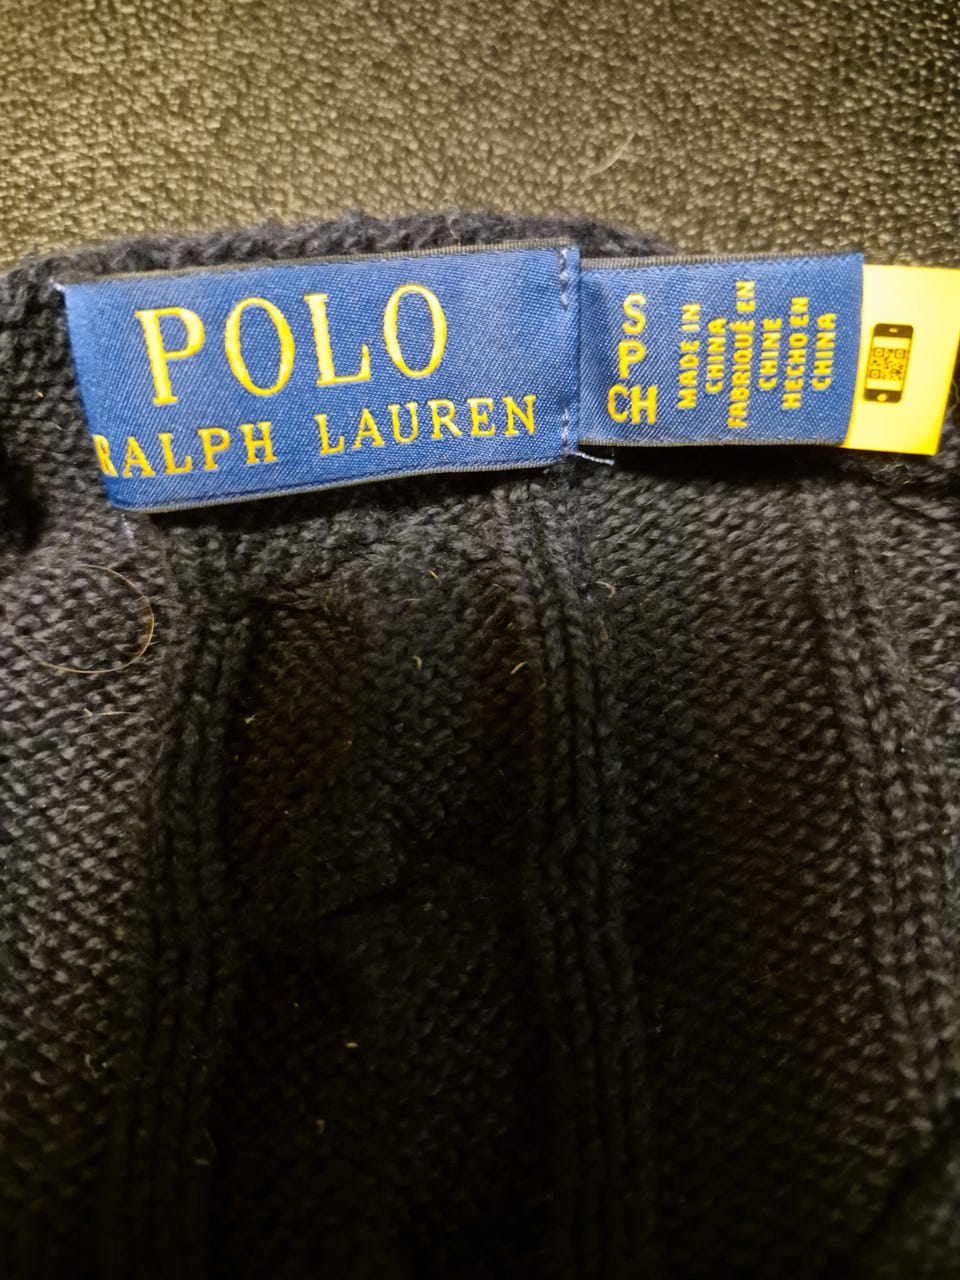 POLO
RALPH LAUREN
S
P
CH
MADE IN
CHINA
FABRIQUÉ EN
CHINE
HECHO EN
CHINA